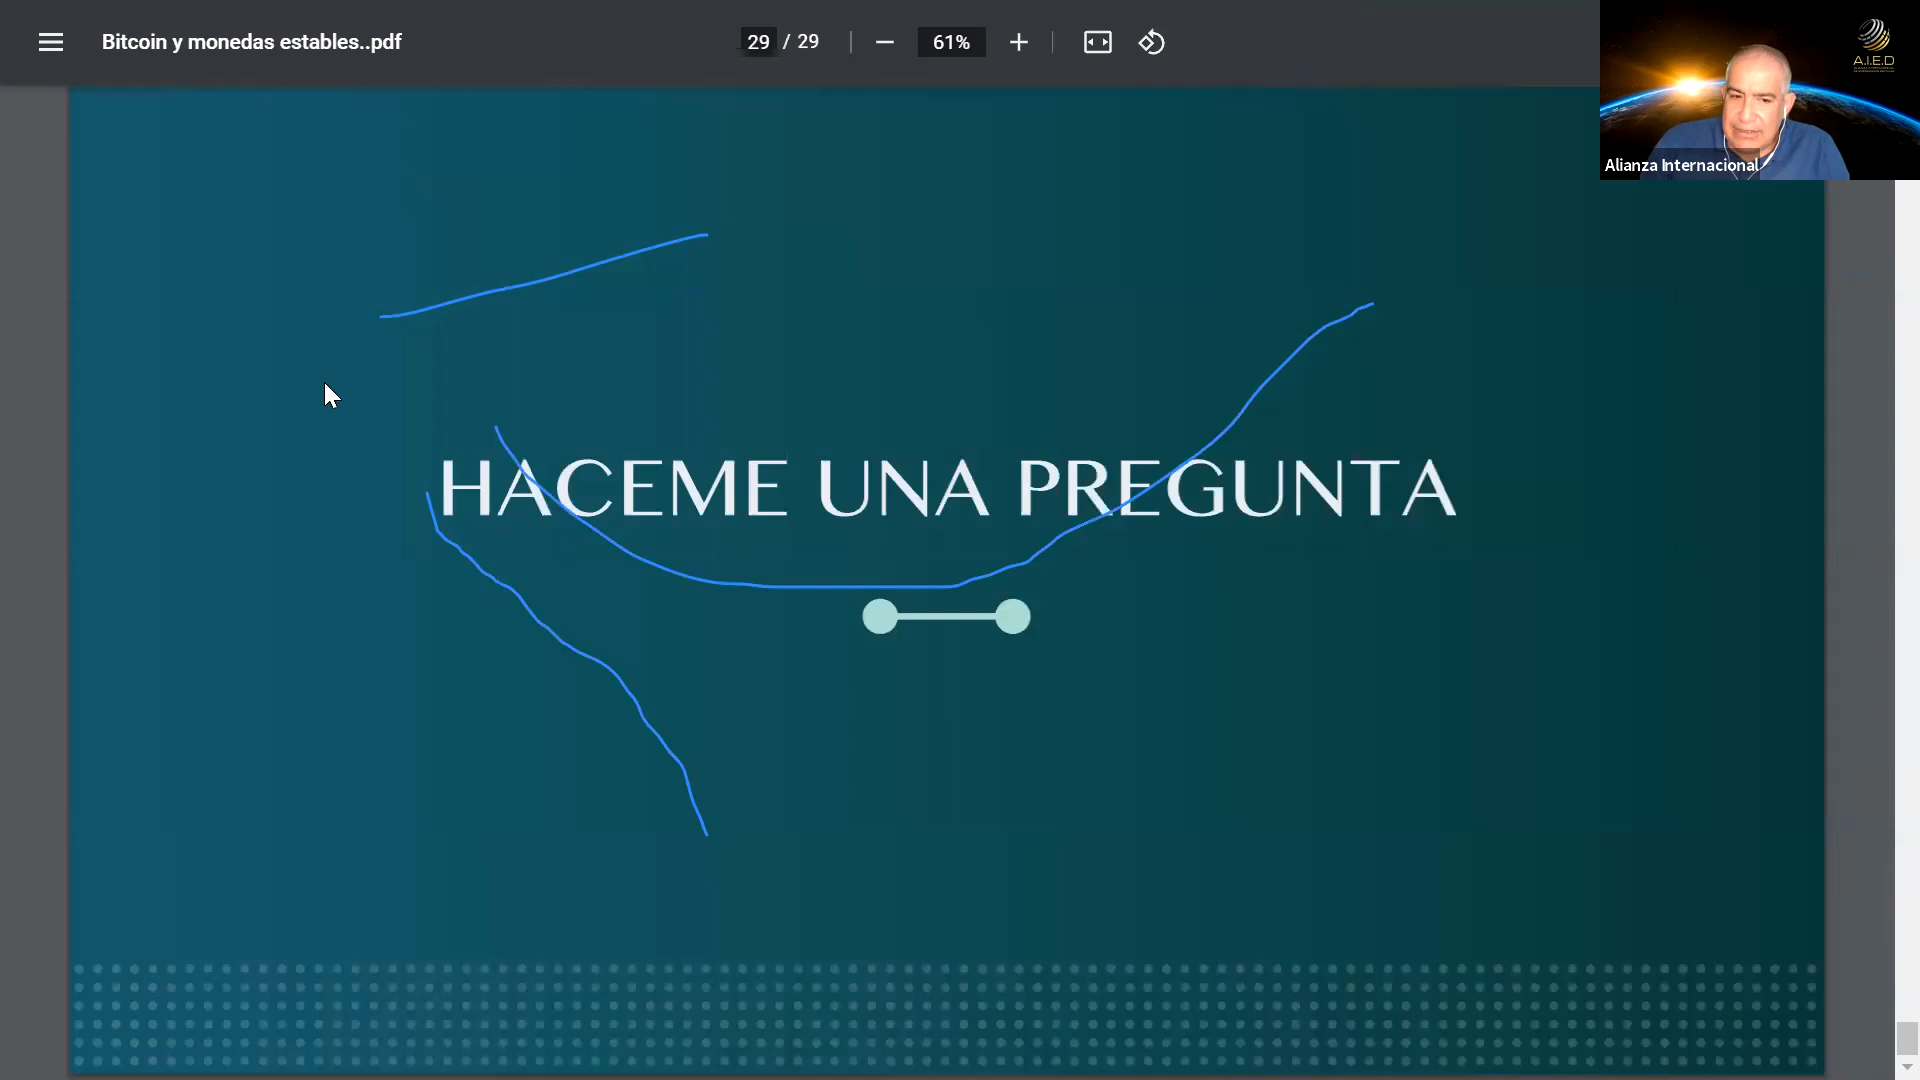 Bitcoin y monedas estables..pdf
29 / 29
61%
A.I.E.D
Alianza Internacional
HACEME UNA PREGUNTA